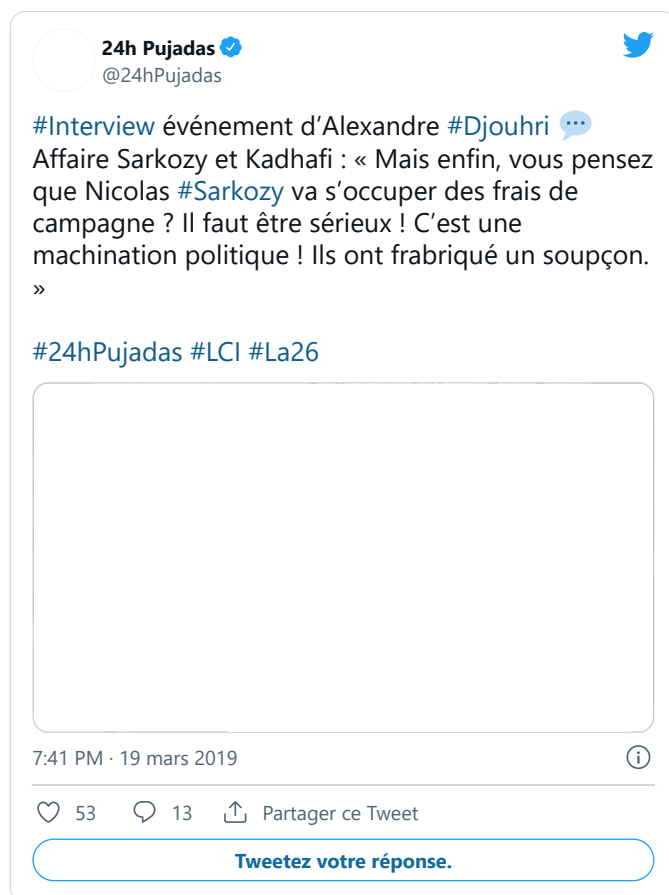 24h Pujadas
@24hPujadas
#Interview événement d’Alexandre #Djouhri 💬
Affaire Sarkozy et Kadhafi : « Mais enfin, vous pensez
que Nicolas #Sarkozy va s’occuper des frais de
campagne ? Il faut être sérieux ! C’est une
machination politique ! Ils ont frabriqué un soupçon.
»
#24hPujadas #LCI #La26
7:41 PM · 19 mars 2019
53 13 Partager ce Tweet
Tweetez votre réponse.